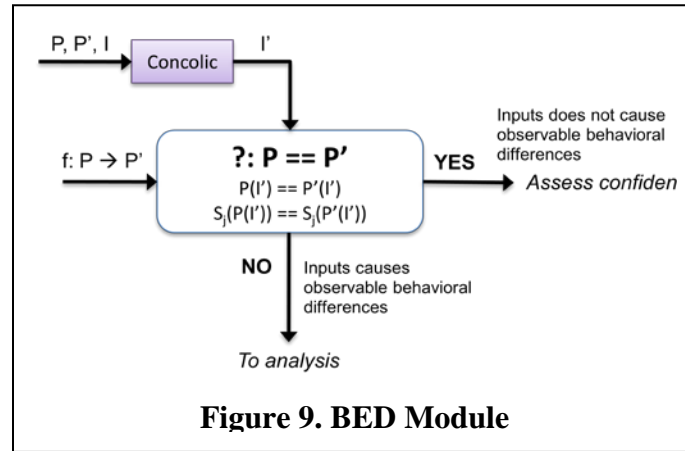 P, P’, I
Concolic
I’
f: P → P’
?: P == P’
P(I’) == P’(I’)
Sj(P(I’)) == Sj(P’(I’))
YES
Inputs does not cause
observable behavioral
differences
Assess confiden
NO
Inputs causes
observable behavioral
differences
To analysis
Figure 9. BED Module